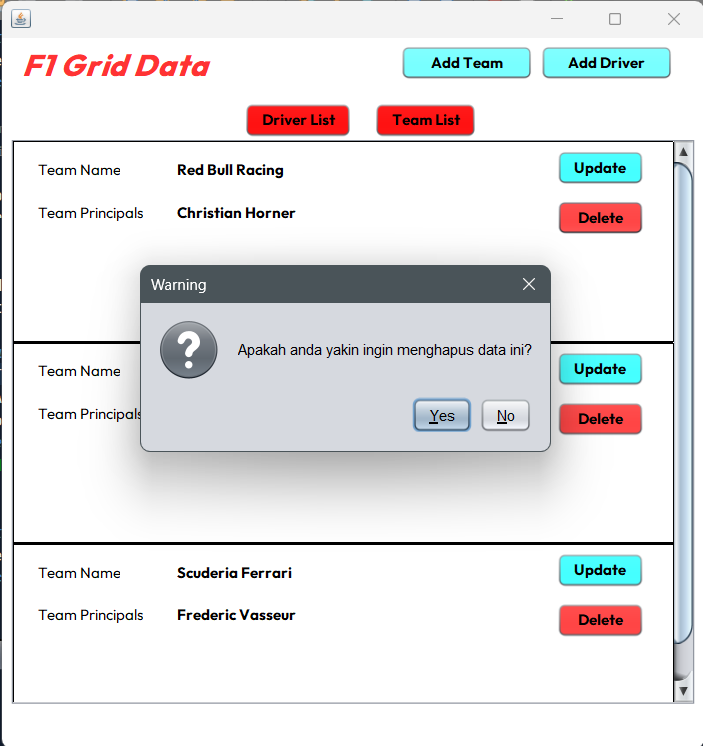 F1 Grid Data
Add Team
Add Driver
Driver List
Team List
Team Name Red Bull Racing
Update
Team Principals Christian Horner
Delete
Warning
Apakah anda yakin ingin menghapus data ini?
Yes
No
Team Name
Update
Team Principals
Delete
Team Name Scuderia Ferrari
Update
Team Principals Frederic Vasseur
Delete